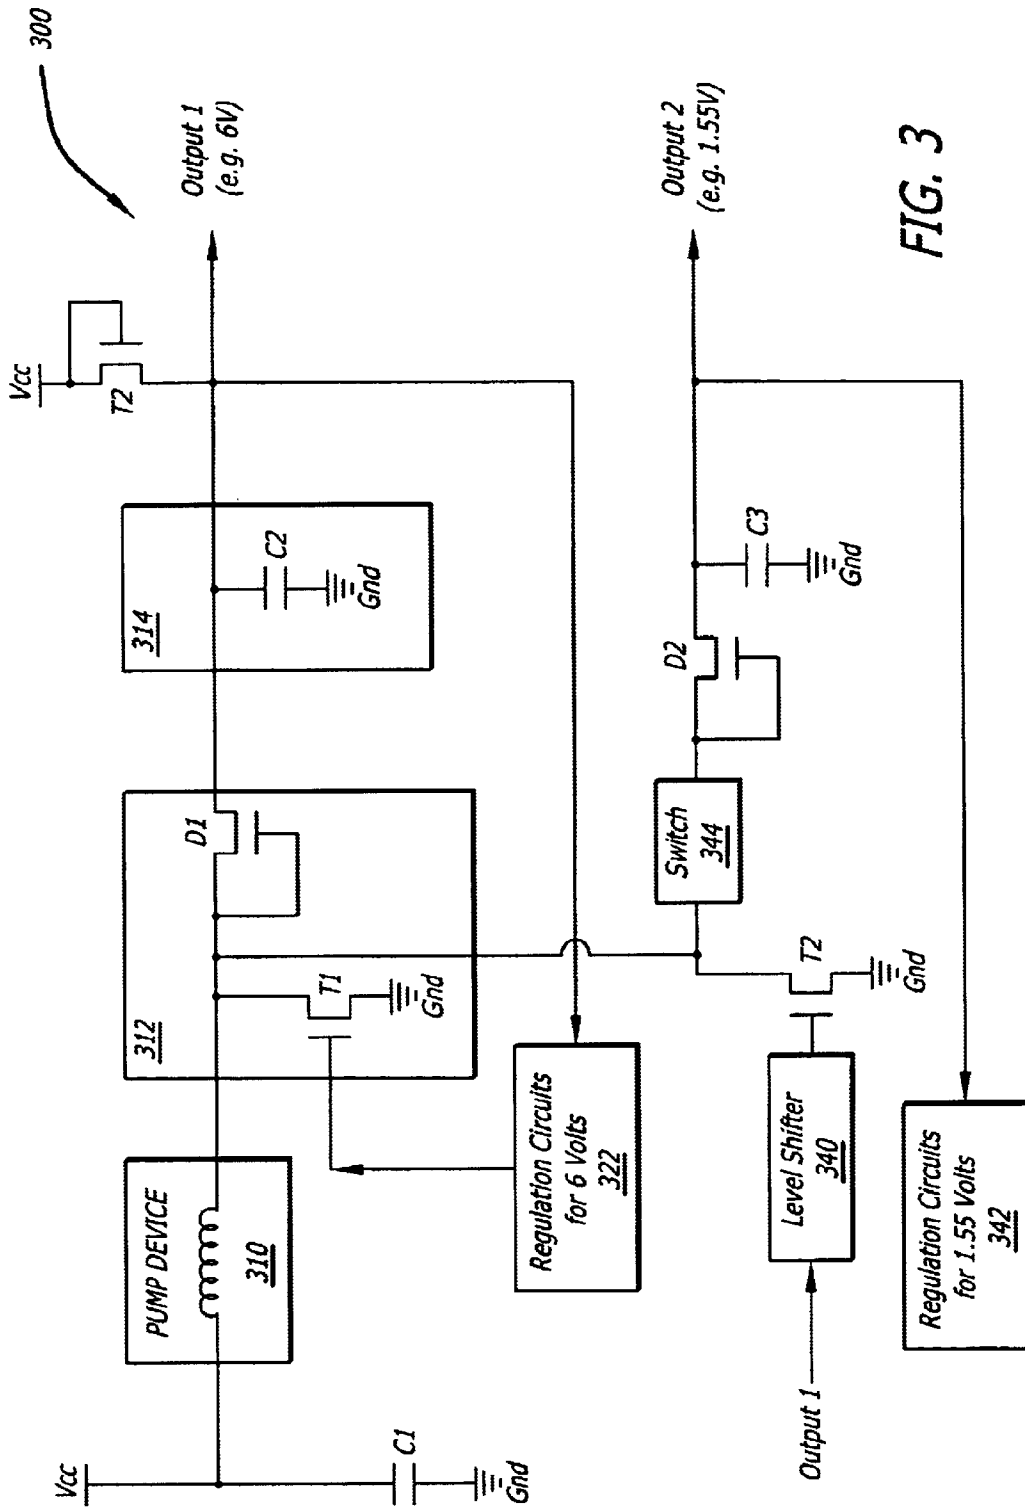 300
Vcc
T2
Output 1
(e.g. 6V)
PUMP DEVICE
310
312
T1
Gnd
D1
314
C2
Gnd
Vcc
C1
Gnd
Regulation Circuits
for 6 Volts
322
Switch
344
D2
C3
Gnd
Output 2
(e.g. 1.55V)
Output 1
Level Shifter
340
T2
Gnd
Regulation Circuits
for 1.55 Volts
342
FIG. 3